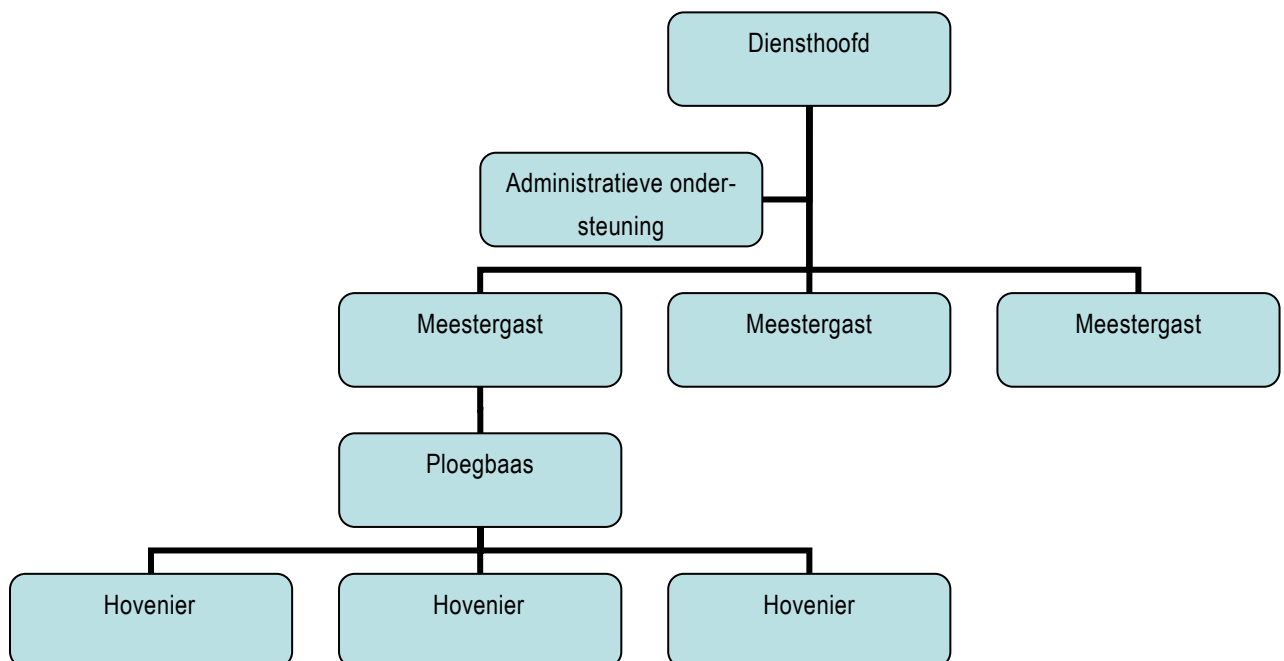 Diensthoofd
Administratieve onder-
steuning
Meestergast
Meestergast
Meestergast
Ploegbaas
Hovenier
Hovenier
Hovenier